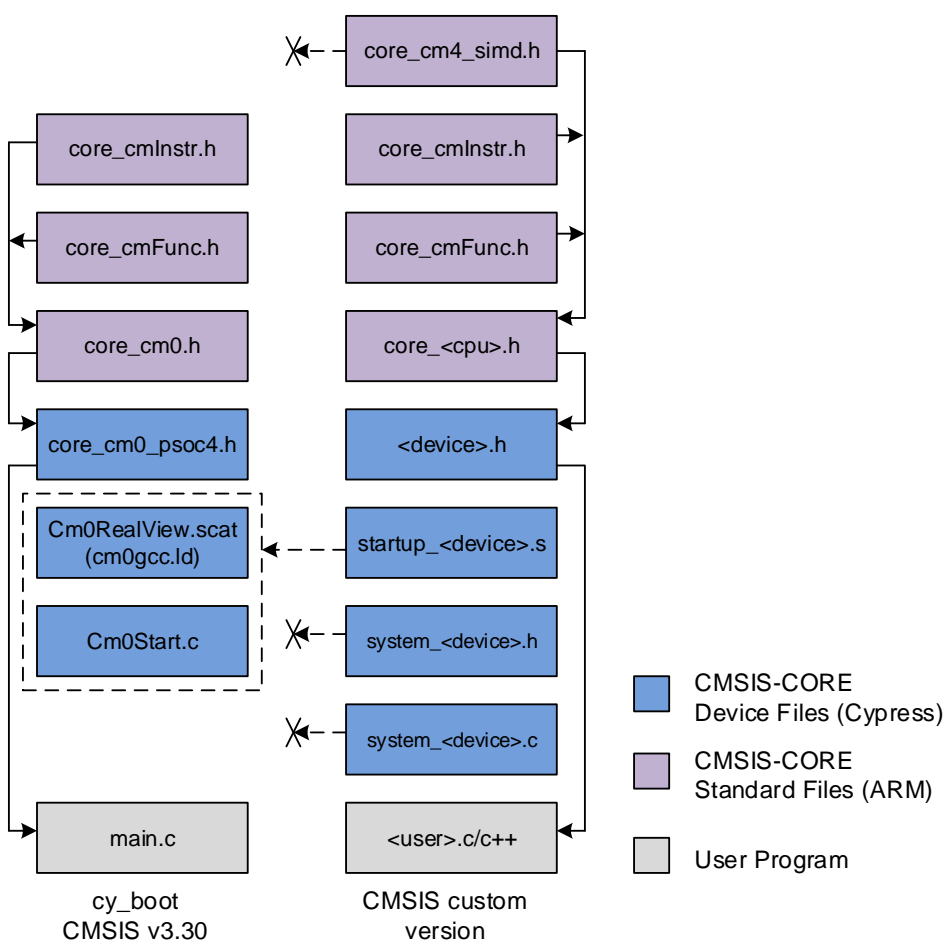 core_cm4_simd.h
core_cmInstr.h
core_cmInstr.h
core_cmFunc.h
core_cmFunc.h
core_cm0.h
core_<cpu>.h
core_cm0_psoc4.h
<device>.h
Cm0RealView.scat
(cm0gcc.ld)
startup_<device>.s
Cm0Start.c
system_<device>.h
system_<device>.c
main.c
<user>.c/c++
cy_boot
CMSIS v3.30
CMSIS custom
version
CMSIS-CORE
Device Files (Cypress)
CMSIS-CORE
Standard Files (ARM)
User Program